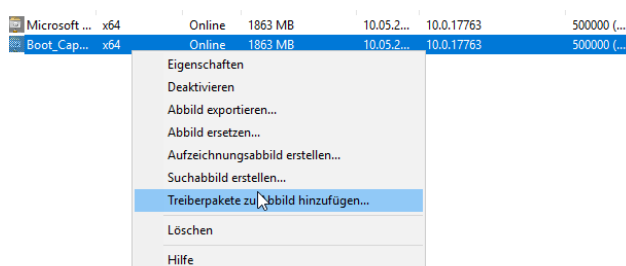 Microsoft ... x64 Online 1863 MB 10.05.2... 10.0.17763 500000 (...
Boot_Cap... x64 Online 1863 MB 10.05.2... 10.0.17763 500000 (...
Eigenschaften
Deaktivieren
Abbild exportieren...
Abbild ersetzen...
Aufzeichnungsabbild erstellen...
Suchabbild erstellen...
Treiberpakete zu Abbild hinzufügen...
Löschen
Hilfe